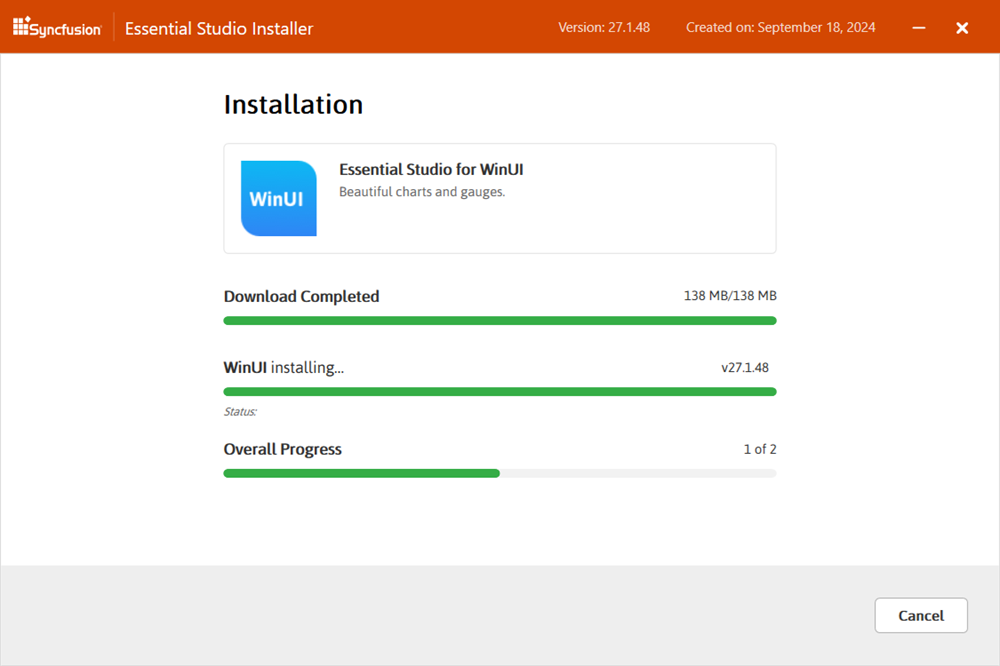 Syncfusion Essential Studio Installer Version: 27.1.48 Created on: September 18, 2024
Installation
WinUI
Essential Studio for WinUI
Beautiful charts and gauges.
Download Completed 138 MB/138 MB
WinUI installing... v27.1.48
Status:
Overall Progress 1 of 2
Cancel